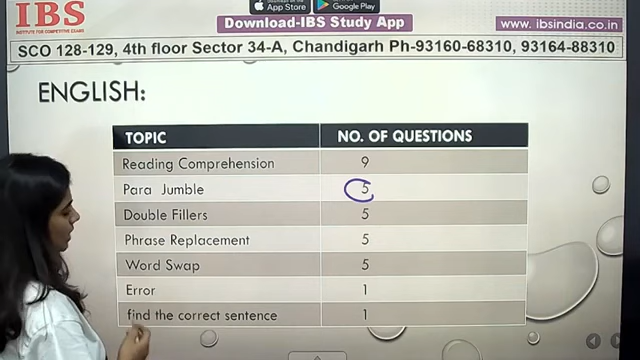 App Store
Google Play
IBS
INSTITUTE FOR COMPETITIVE EXAMS
Download-IBS Study App
www.ibsindia.co.in
SCO 128-129, 4th floor Sector 34-A, Chandigarh Ph-93160-68310, 93164-88310
ENGLISH:
TOPIC NO. OF QUESTIONS
Reading Comprehension 9
Para Jumble 5
Double Fillers 5
Phrase Replacement 5
Word Swap 5
Error 1
find the correct sentence 1